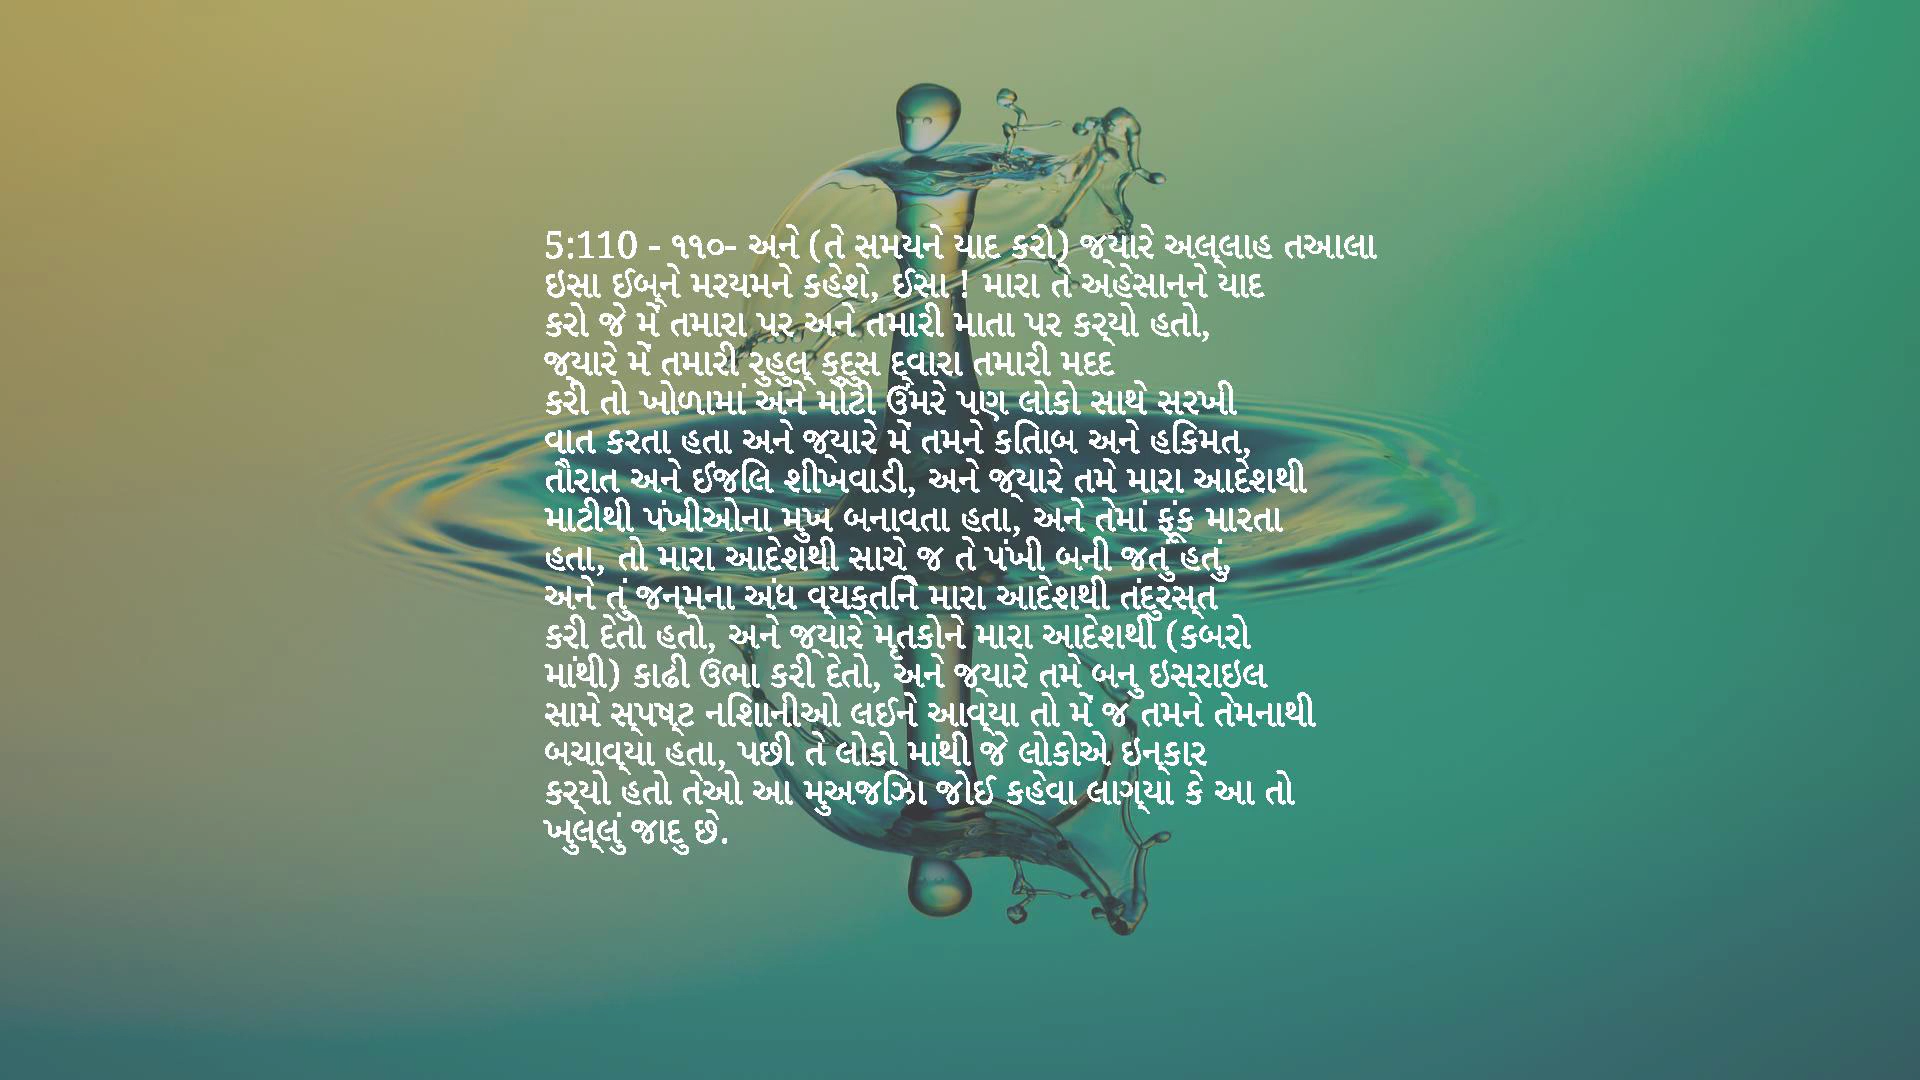 5:110 - ૧૧૦- અને (તે સમયને યાદ કરો) જ્યારે અલ્લાહ તઆલા
ઇસા ઈબ્ને મરયમને કહેશે, ઈસા ! મારા તે અહેસાનને યાદ
કરો જે મેં તમારા પર અને તમારી માતા પર કર્યો હતો,
જ્યારે મેં તમારી રુહુલ્ કુદુસ દ્વારા તમારી મદદ
કરી તો ખોળામાં અને મોટી ઉંમરે પણ લોકો સાથે સરખી
વાત કરતા હતા અને જ્યારે મેં તમને કિતાબ અને હિકમત,
તૌરાત અને ઈંજિલ શીખવાડી, અને જ્યારે તમે મારા આદેશથી
માટીથી પંખીઓના મુખ બનાવતા હતા, અને તેમાં ફૂંક મારતા
હતા, તો મારા આદેશથી સાચે જ તે પંખી બની જતું હતું,
અને તું જન્મના અંધ વ્યક્તિને મારા આદેશથી તંદુરસ્ત
કરી દેતો હતો, અને જ્યારે મૃતકોને મારા આદેશથી (કબરો
માંથી) કાઢી ઉભા કરી દેતો, અને જ્યારે તમે બનુ ઇસરાઇલ
સામે સ્પષ્ટ નિશાનીઓ લઈને આવ્યા તો મેં જ તમને તેમનાથી
બચાવ્યા હતા, પછી તે લોકો માંથી જે લોકોએ ઇન્કાર
કર્યો હતો તેઓ આ મુઅજિઝા જોઈ કહેવા લાગ્યા કે આ તો
ખુલ્લું જાદુ છે.